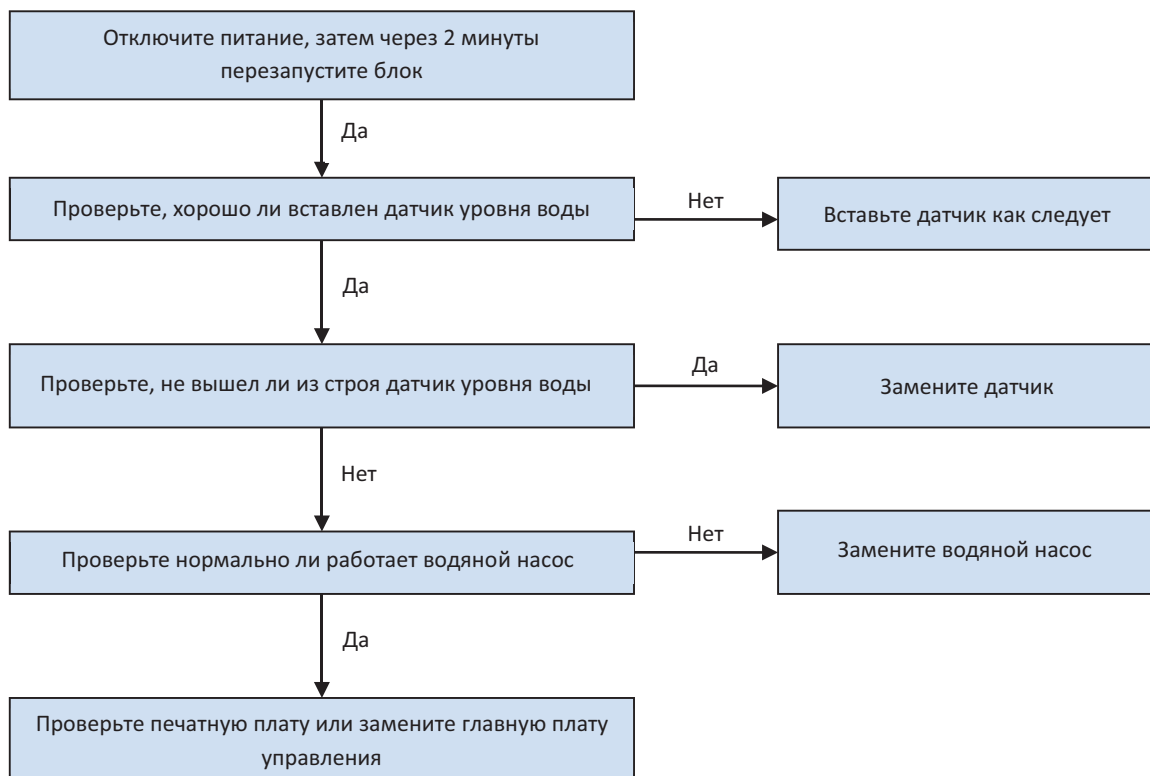 Отключите питание, затем через 2 минуты
перезапустите блок
Да
Проверьте, хорошо ли вставлен датчик уровня воды
Нет
Вставьте датчик как следует
Да
Проверьте, не вышел ли из строя датчик уровня воды
Да
Замените датчик
Нет
Проверьте нормально ли работает водяной насос
Нет
Замените водяной насос
Да
Проверьте печатную плату или замените главную плату
управления